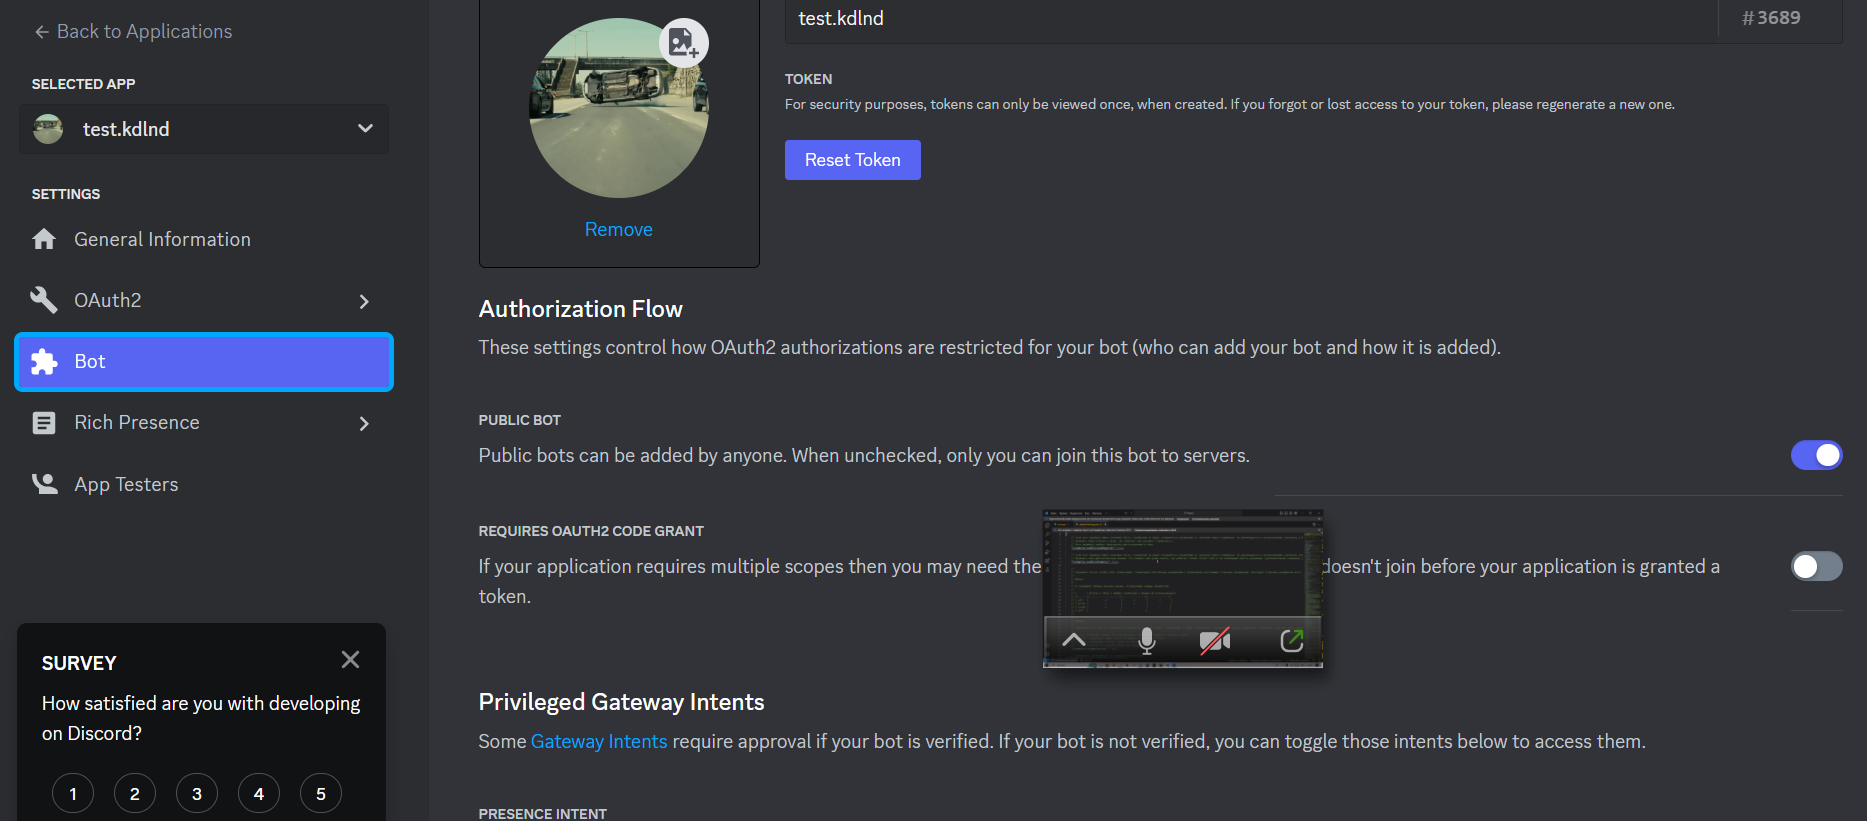 Back to Applications
SELECTED APP
test.kdlnd
SETTINGS
General Information
OAuth2
Bot
Rich Presence
App Testers
SURVEY
How satisfied are you with developing
on Discord?
1 2 3 4 5
test.kdlnd #3689
TOKEN
For security purposes, tokens can only be viewed once, when created. If you forgot or lost access to your token, please regenerate a new one.
Reset Token
Remove
Authorization Flow
These settings control how OAuth2 authorizations are restricted for your bot (who can add your bot and how it is added).
PUBLIC BOT
Public bots can be added by anyone. When unchecked, only you can join this bot to servers.
REQUIRES OAUTH2 CODE GRANT
If your application requires multiple scopes then you may need the doesn't join before your application is granted a
token.
Privileged Gateway Intents
Some Gateway Intents require approval if your bot is verified. If your bot is not verified, you can toggle those intents below to access them.
PRESENCE INTENT